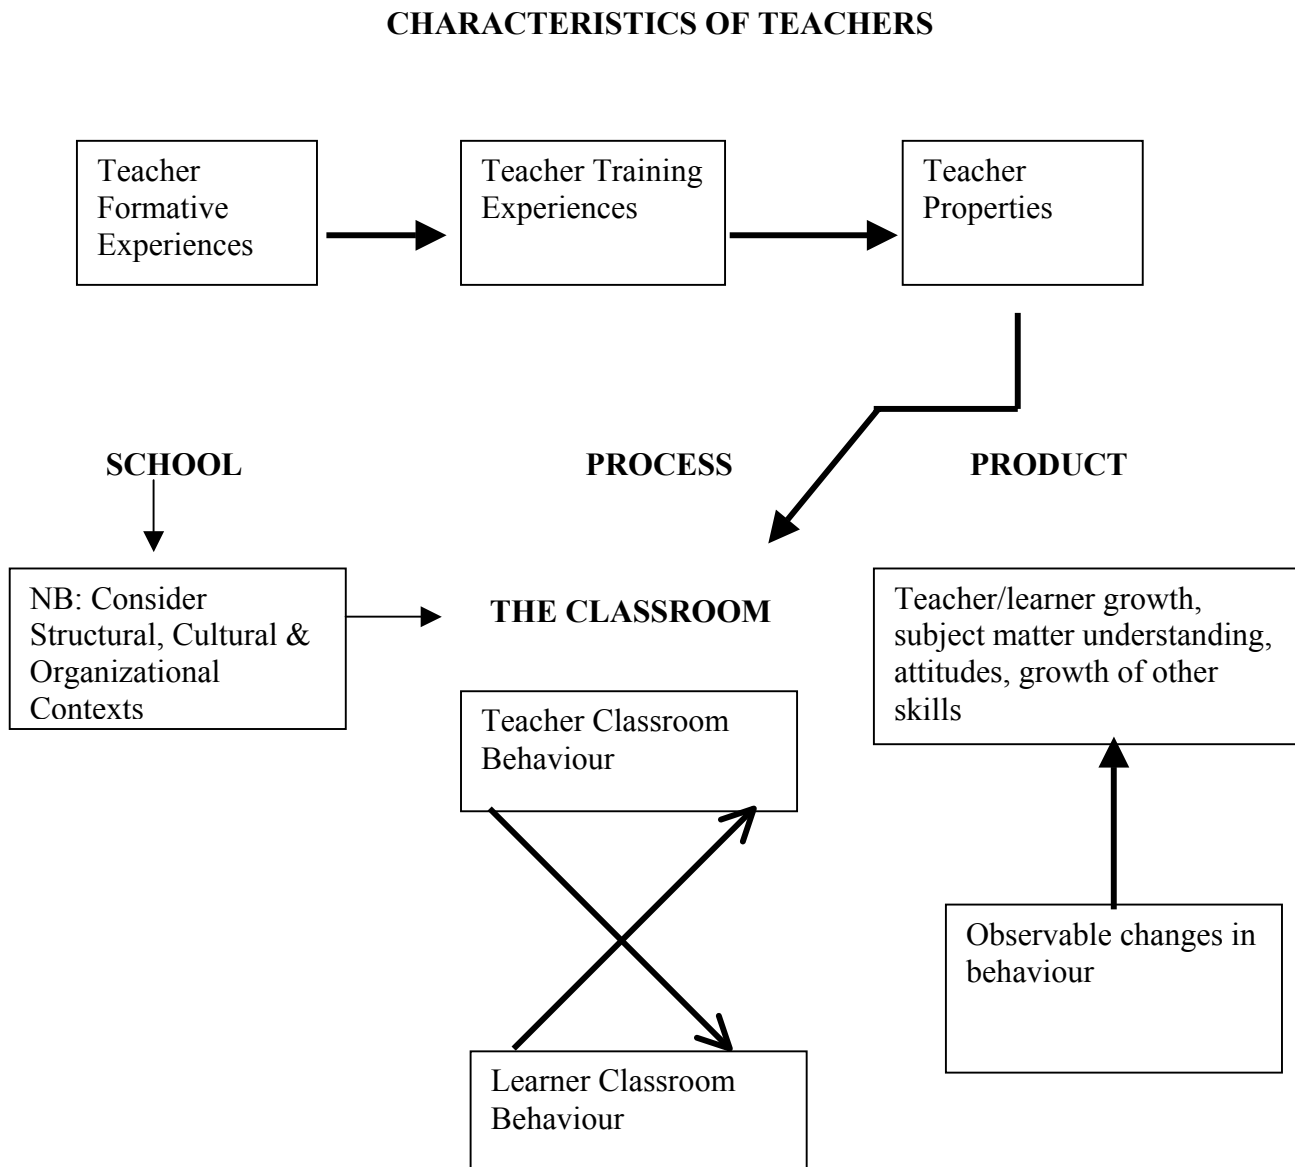 CHARACTERISTICS OF TEACHERS
Teacher
Formative
Experiences
Teacher Training
Experiences
Teacher
Properties
SCHOOL
PROCESS
PRODUCT
NB: Consider
Structural, Cultural &
Organizational
Contexts
THE CLASSROOM
Teacher Classroom
Behaviour
Learner Classroom
Behaviour
Teacher/learner growth,
subject matter understanding,
attitudes, growth of other
skills
Observable changes in
behaviour